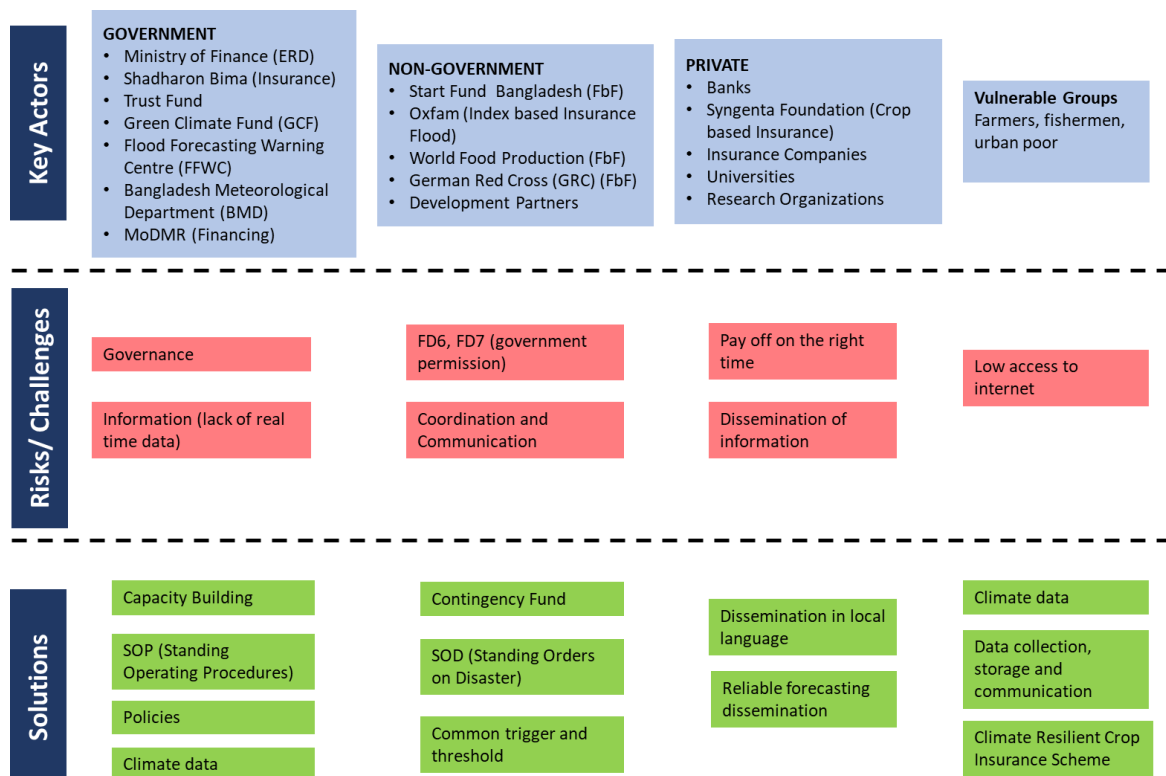 Key Actors
GOVERNMENT
• Ministry of Finance (ERD)
• Shadharon Bima (Insurance)
• Trust Fund
• Green Climate Fund (GCF)
• Flood Forecasting Warning
Centre (FFWC)
• Bangladesh Meteorological
Department (BMD)
• MoDMR (Financing)
NON-GOVERNMENT
• Start Fund Bangladesh (FbF)
• Oxfam (Index based Insurance
Flood)
• World Food Production (FbF)
• German Red Cross (GRC) (FbF)
• Development Partners
PRIVATE
• Banks
• Syngenta Foundation (Crop
based Insurance)
• Insurance Companies
• Universities
• Research Organizations
Vulnerable Groups
Farmers, fishermen,
urban poor
Risks/ Challenges
Governance
Information (lack of real
time data)
FD6, FD7 (government
permission)
Coordination and
Communication
Pay off on the right
time
Dissemination of
information
Low access to
internet
Solutions
Capacity Building
SOP (Standing
Operating Procedures)
Policies
Climate data
Contingency Fund
SOD (Standing Orders
on Disaster)
Common trigger and
threshold
Dissemination in local
language
Reliable forecasting
dissemination
Climate data
Data collection,
storage and
communication
Climate Resilient Crop
Insurance Scheme